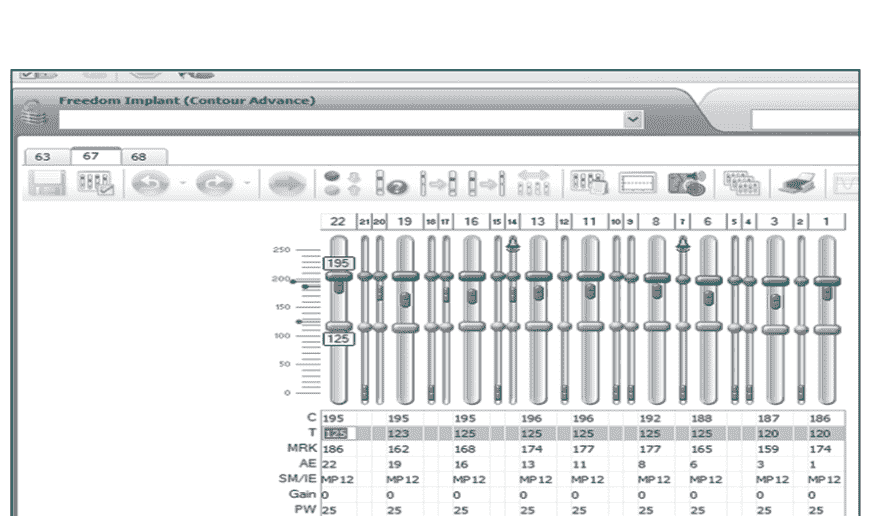 Freedom Implant (Contour Advance)
63 67 68
22 21 20 19 18 17 16 15 14 13 12 11 10 9 8 7 6 5 4 3 2 1
250
195
200
150
100
125
50
0
C 195 195 195 196 196 192 188 187 186
T 125 123 125 125 125 125 125 120 120
MRK 186 162 168 174 177 177 165 159 174
AE 22 19 16 13 11 8 6 3 1
SM/IE MP12 MP12 MP12 MP12 MP12 MP12 MP12 MP12 MP12
Gain 0 0 0 0 0 0 0 0 0
PW 25 25 25 25 25 25 25 25 25